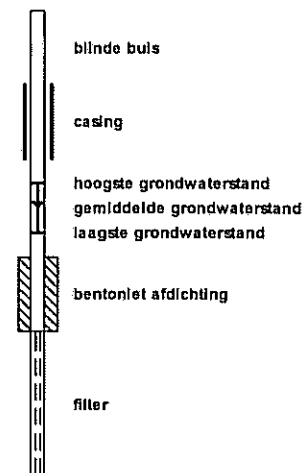 blinde buis
casing
hoogste grondwaterstand
gemiddelde grondwaterstand
laagste grondwaterstand
bentoniet afdichting
filter